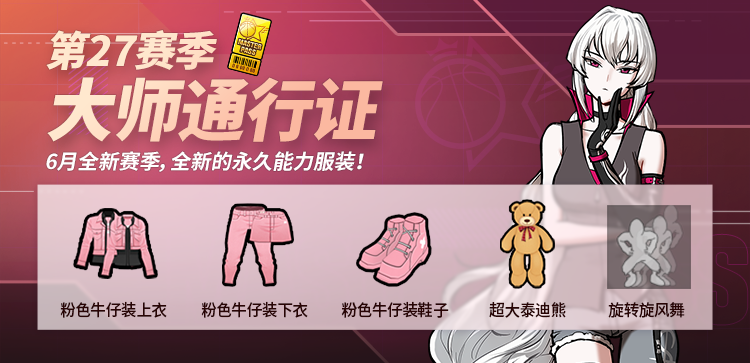 第27赛季
MASTER
PASS
大师通行证
6月全新赛季, 全新的永久能力服装!
粉色牛仔装上衣
粉色牛仔装下衣
粉色牛仔装鞋子
超大泰迪熊
旋转旋风舞